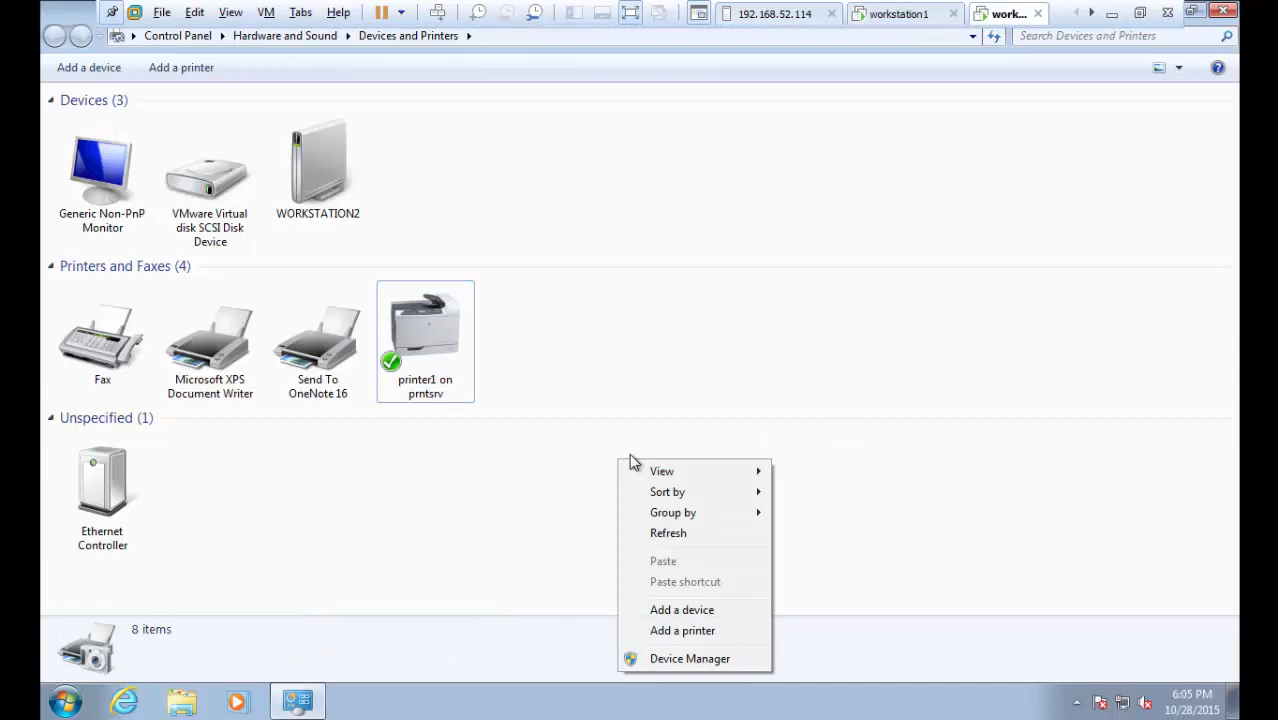 File Edit View VM Tabs Help 192.168.52.114 workstation1 work...
Control Panel Hardware and Sound Devices and Printers Search Devices and Printers
Add a device Add a printer
Devices (3)
Generic Non-PnP
Monitor
VMware Virtual
disk SCSI Disk
Device
WORKSTATION2
Printers and Faxes (4)
Fax
Microsoft XPS
Document Writer
Send To
OneNote 16
printer1 on
prntsrv
Unspecified (1)
Ethernet
Controller
View
Sort by
Group by
Refresh
Paste
Paste shortcut
Add a device
Add a printer
Device Manager
8 items
6:05 PM
10/28/2015